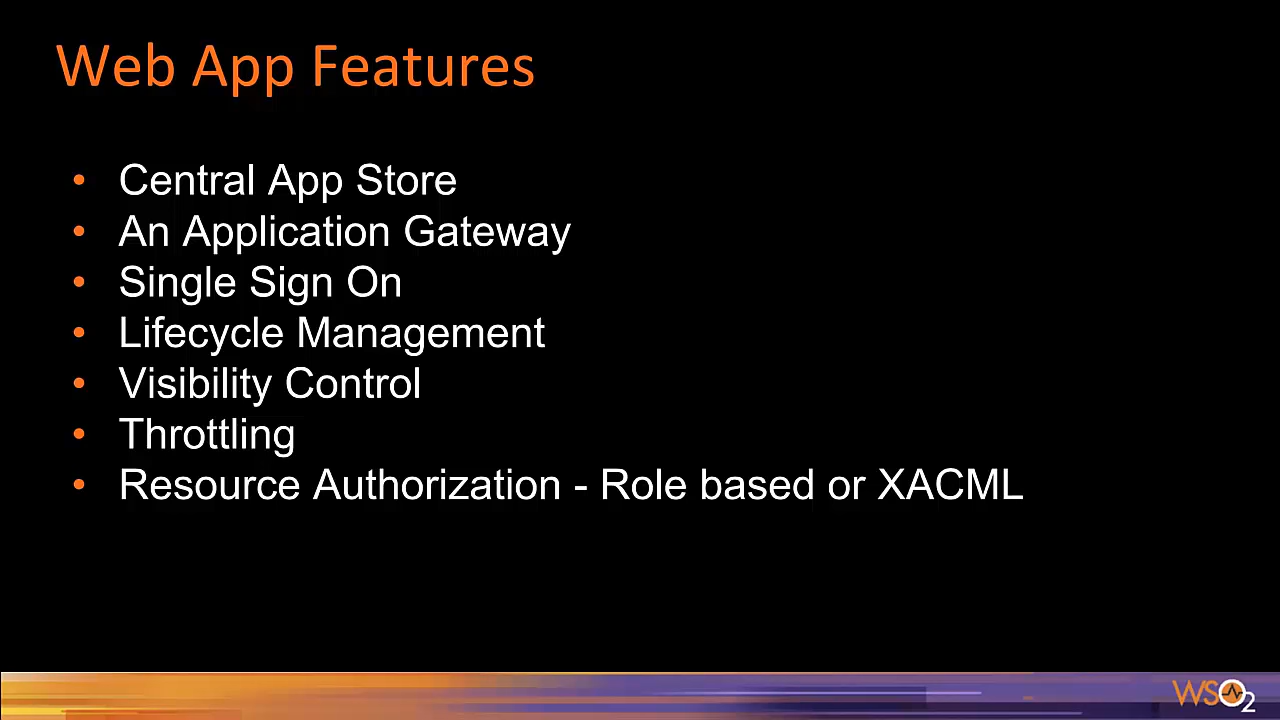 Web App Features
• Central App Store
• An Application Gateway
• Single Sign On
• Lifecycle Management
• Visibility Control
• Throttling
• Resource Authorization - Role based or XACML
WSO2